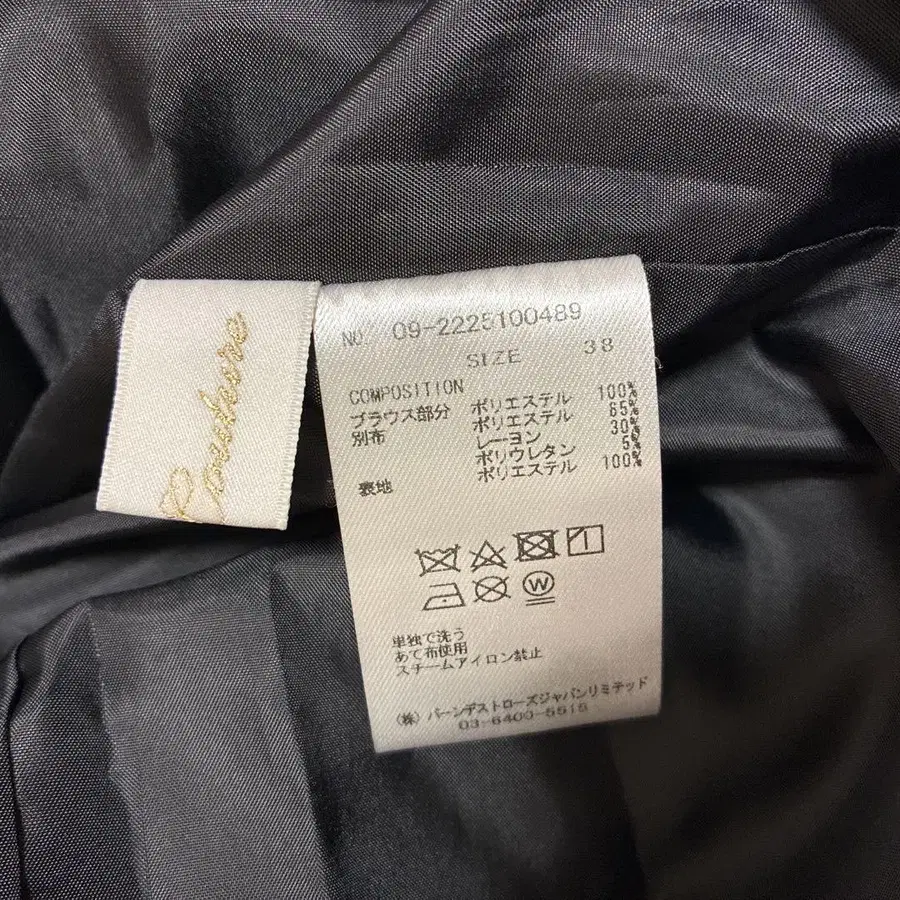 Couture
NO. 09-2225100489
SIZE 38
COMPOSITION
ブラウス部分 ポリエステル 100%
別布 ポリエステル 65%
レーヨン 30%
ポリウレタン 5%
裏地 ポリエステル 100%
W
単独で洗う
あて布使用
スチームアイロン禁止
(株) バーンデストローズジャパンリミテッド
03-6400-5515